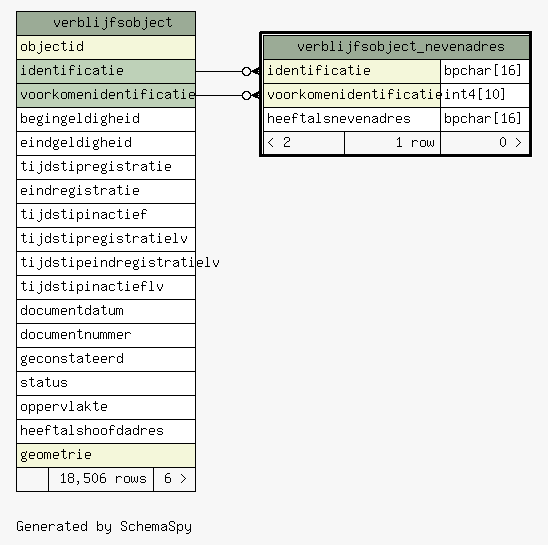 verblijfsobject
objectid
identificatie
voorkomenidentificatie
begingeldigheid
eindgeldigheid
tijdstipregistratie
eindregistratie
tijdstipinactief
tijdstipregistratielv
tijdstipeindregistratielv
tijdstipinactieflv
documentdatum
documentnummer
geconstateerd
status
oppervlakte
heeftalshoofdadres
geometrie
18,506 rows 6 >
verblijfsobject_nevenadres
identificatie bpchar[16]
voorkomenidentificatie int4[10]
heeftalsnevenadres bpchar[16]
< 2 1 row 0 >
Generated by SchemaSpy